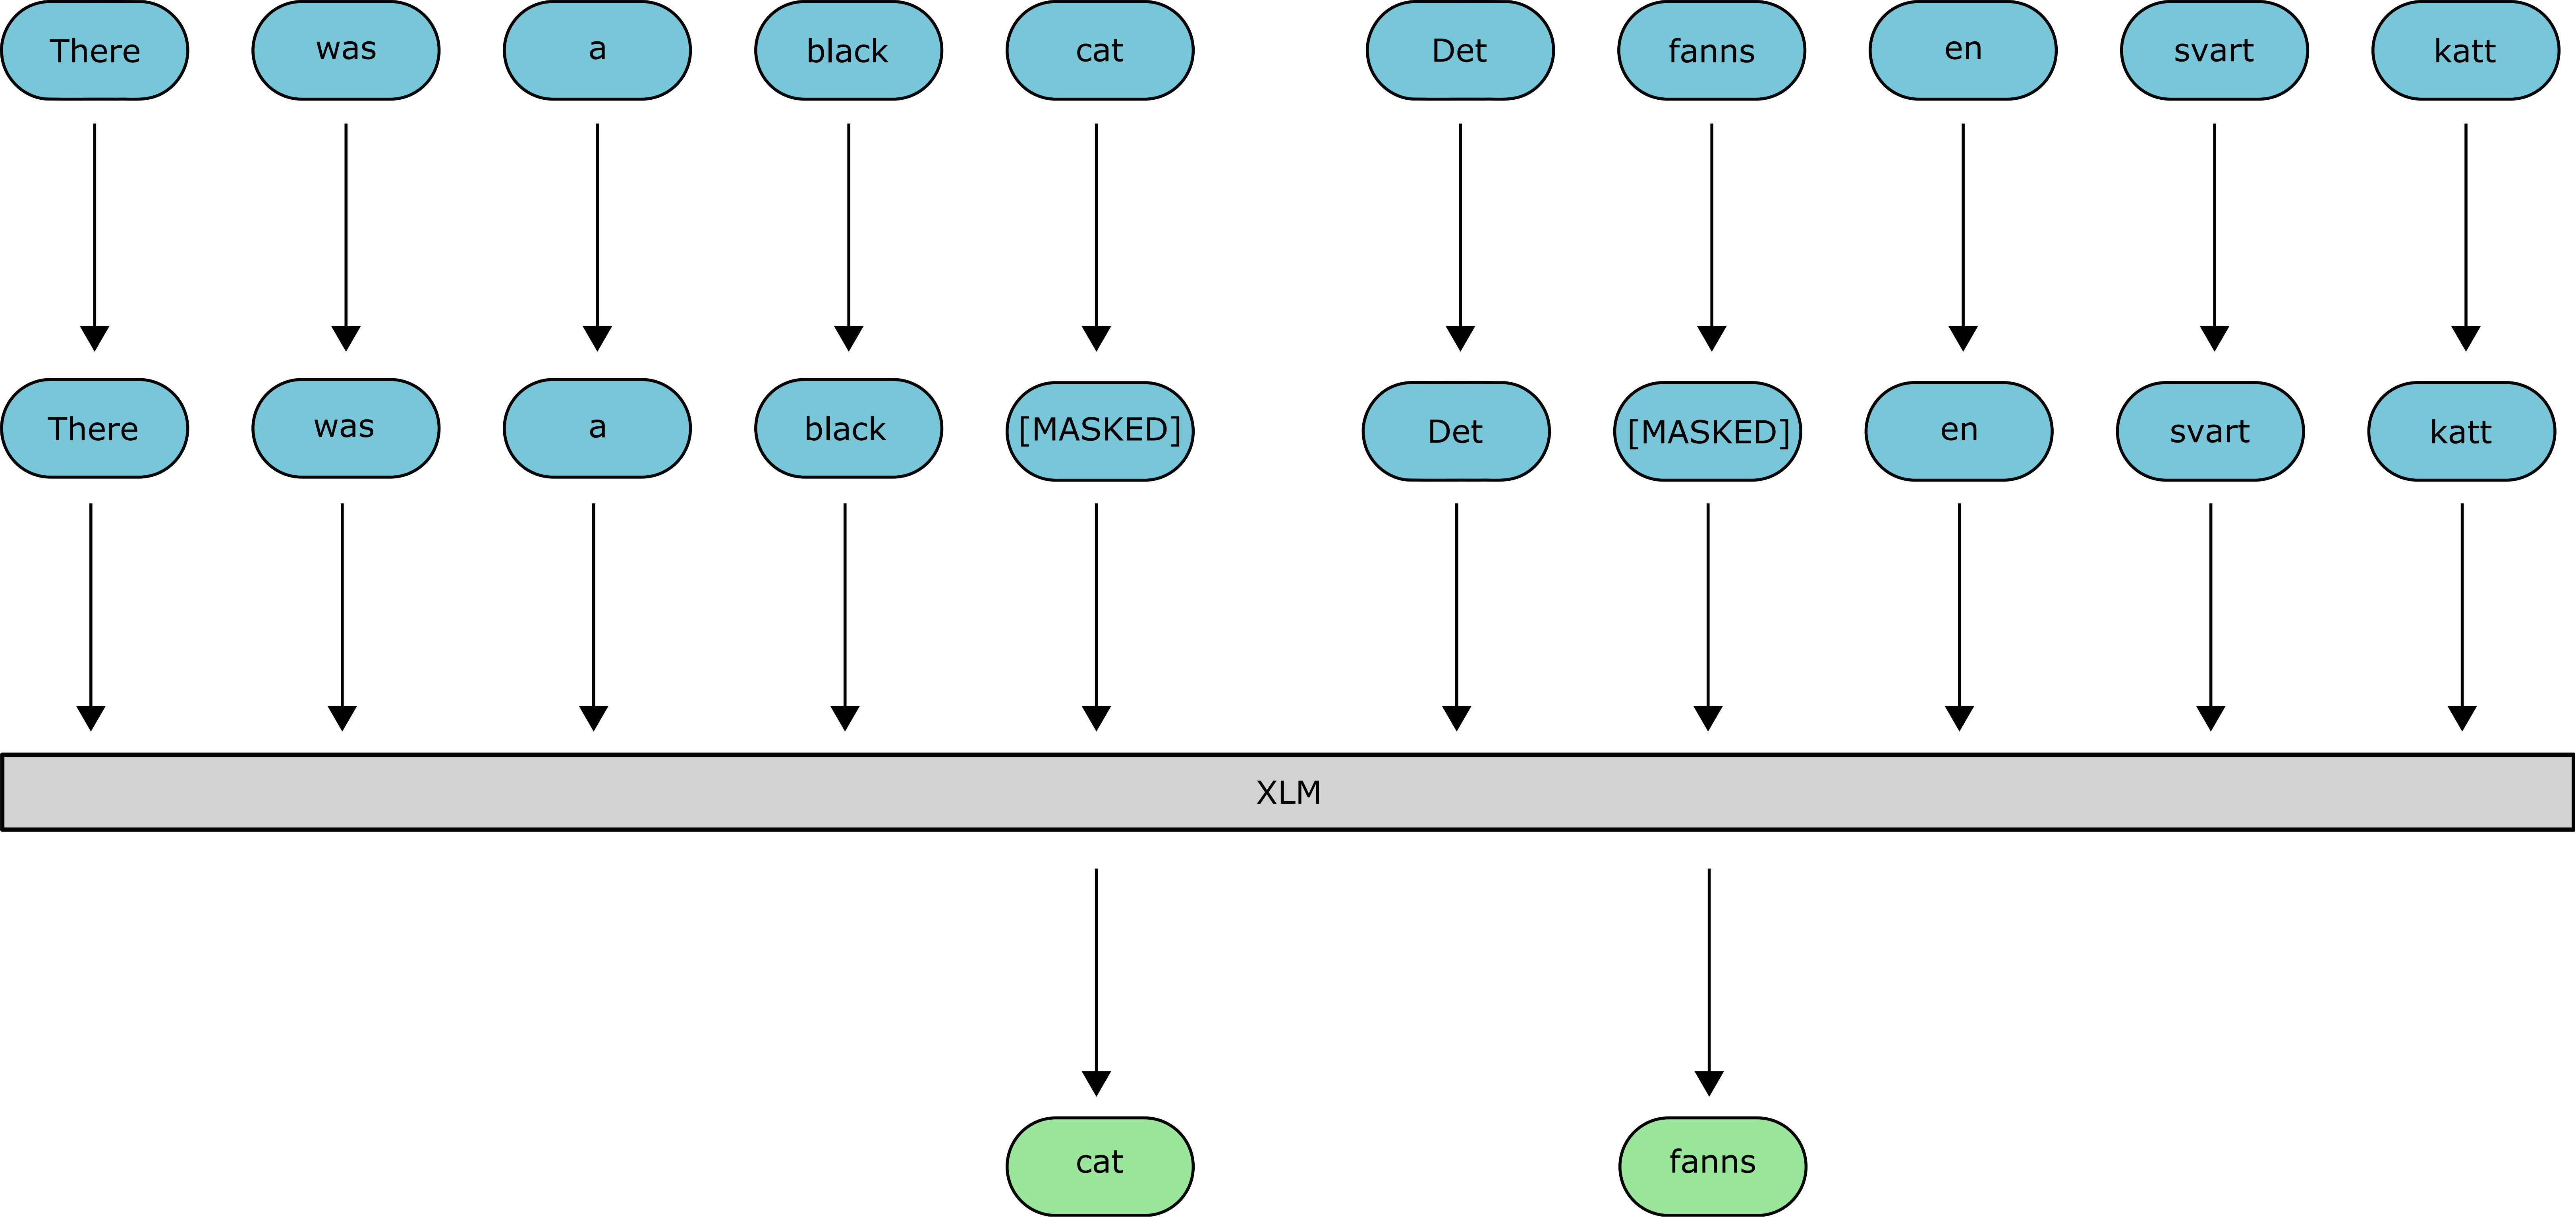 There was a black cat Det fanns en svart katt
There was a black [MASKED] Det [MASKED] en svart katt
XLM
cat fanns